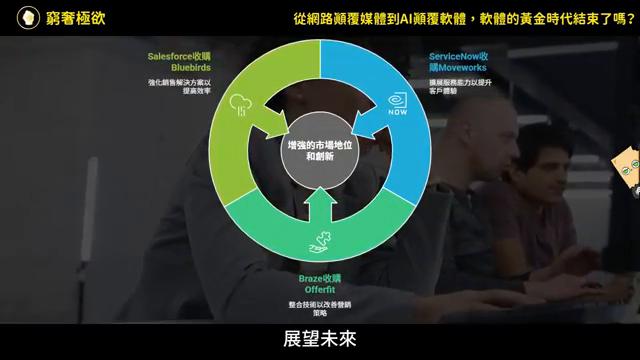 窮奢極欲
從網路顛覆媒體到AI顛覆軟體，軟體的黃金時代結束了嗎?
Salesforce收購
Bluebirds
強化銷售解決方案以
提高效率
ServiceNow收
購Moveworks
擴展服務能力以提升
客戶體驗
15
NOW
增強的市場地位
和創新
Braze收購
Offerfit
整合技術以改善營銷
策略
展望未來